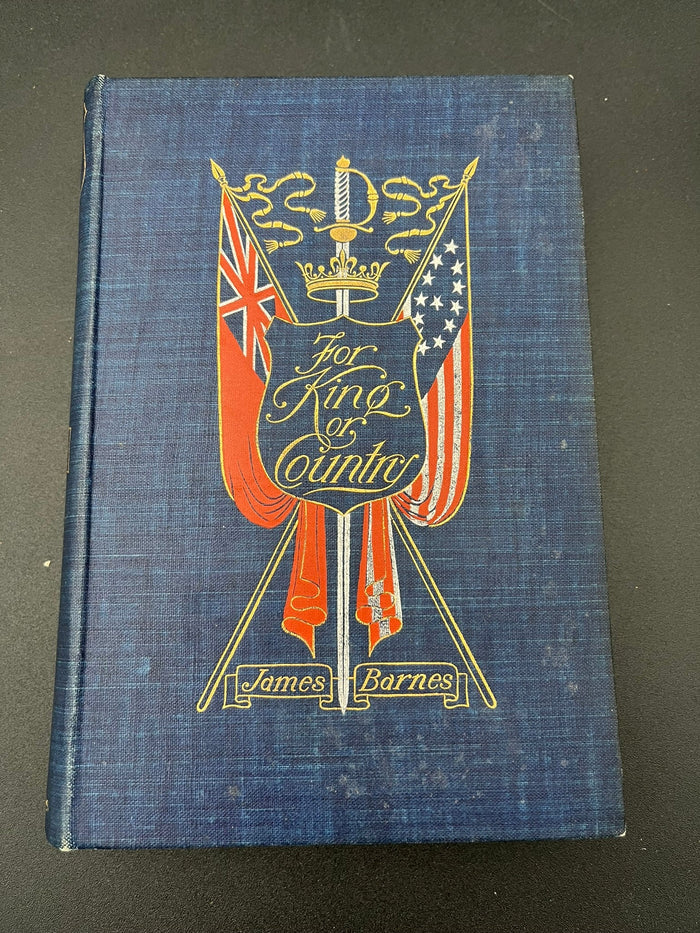 For
King
or
Country
James Barnes